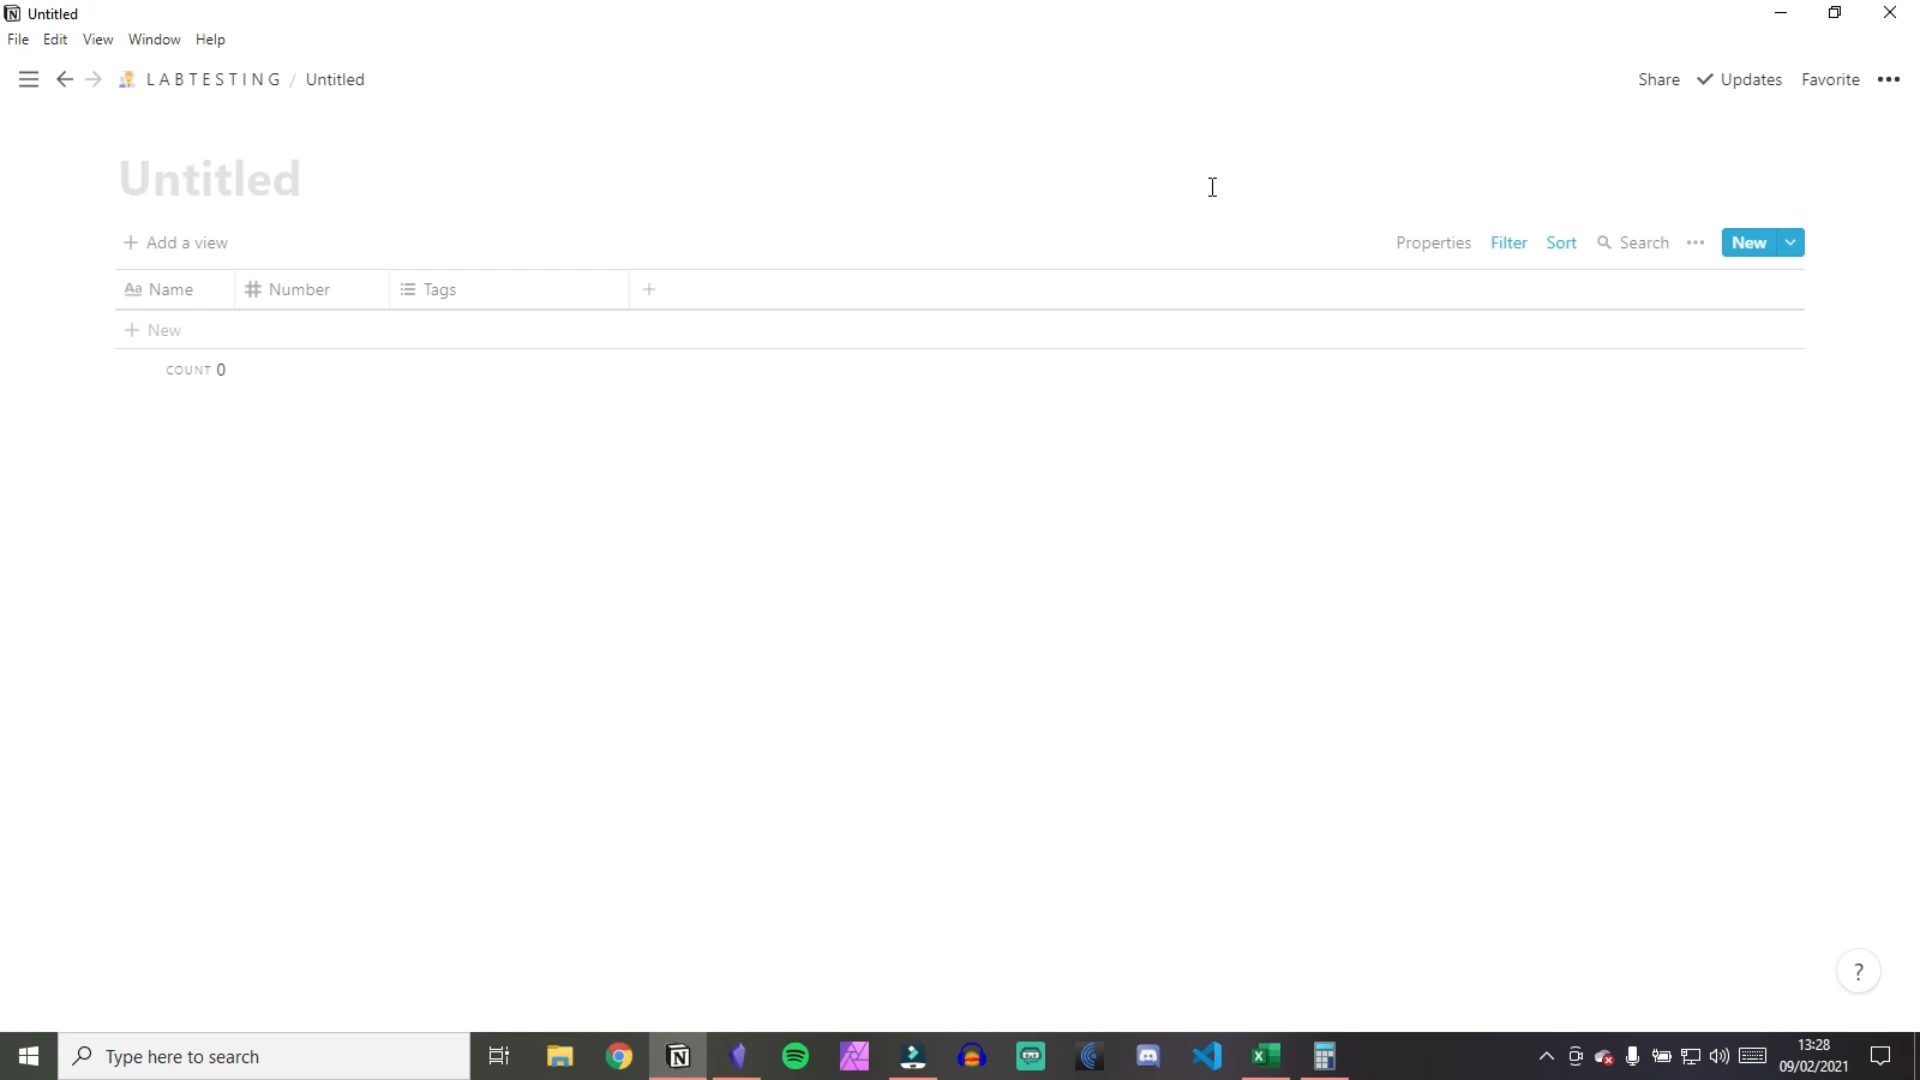 Untitled
File Edit View Window Help
L A B T E S T I N G / Untitled
Share Updates Favorite
Untitled
Add a view
Properties Filter Sort Search New
Aa Name Number Tags
New
COUNT 0
?
Type here to search
13:28
09/02/2021